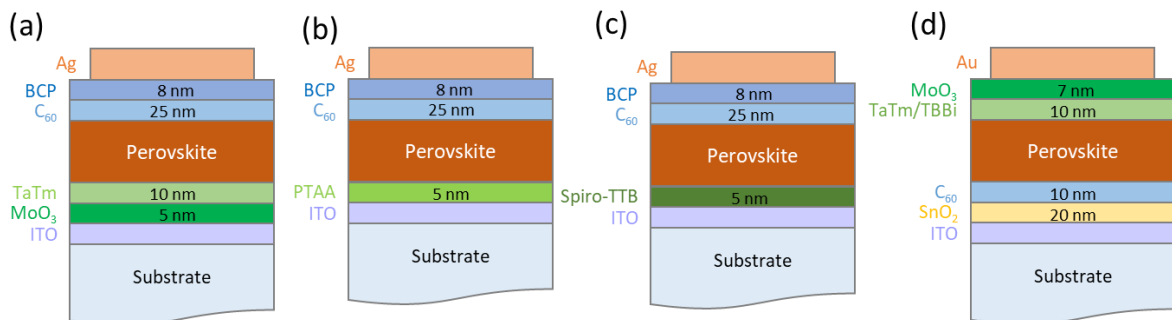 (a)
Ag
BCP 8 nm
C₆₀ 25 nm
Perovskite
TaTm 10 nm
MoO₃ 5 nm
ITO
Substrate
(b)
Ag
BCP 8 nm
C₆₀ 25 nm
Perovskite
PTAA 5 nm
ITO
Substrate
(c)
Ag
BCP 8 nm
C₆₀ 25 nm
Perovskite
Spiro-TTB 5 nm
ITO
Substrate
(d)
Au
MoO₃ 7 nm
TaTm/TBBi 10 nm
Perovskite
C₆₀ 10 nm
SnO₂ 20 nm
ITO
Substrate